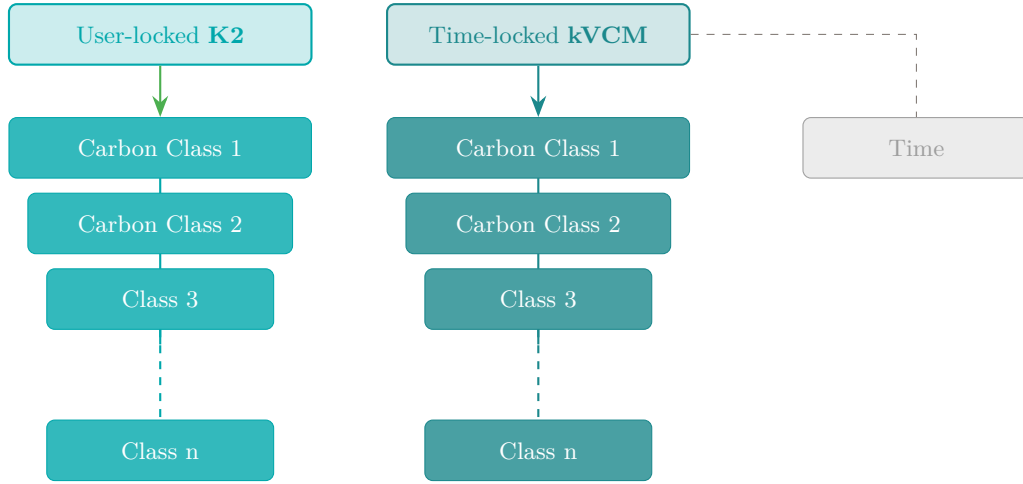 User-locked K2
Time-locked kVCM
Carbon Class 1
Carbon Class 1
Time
Carbon Class 2
Carbon Class 2
Class 3
Class 3
Class n
Class n